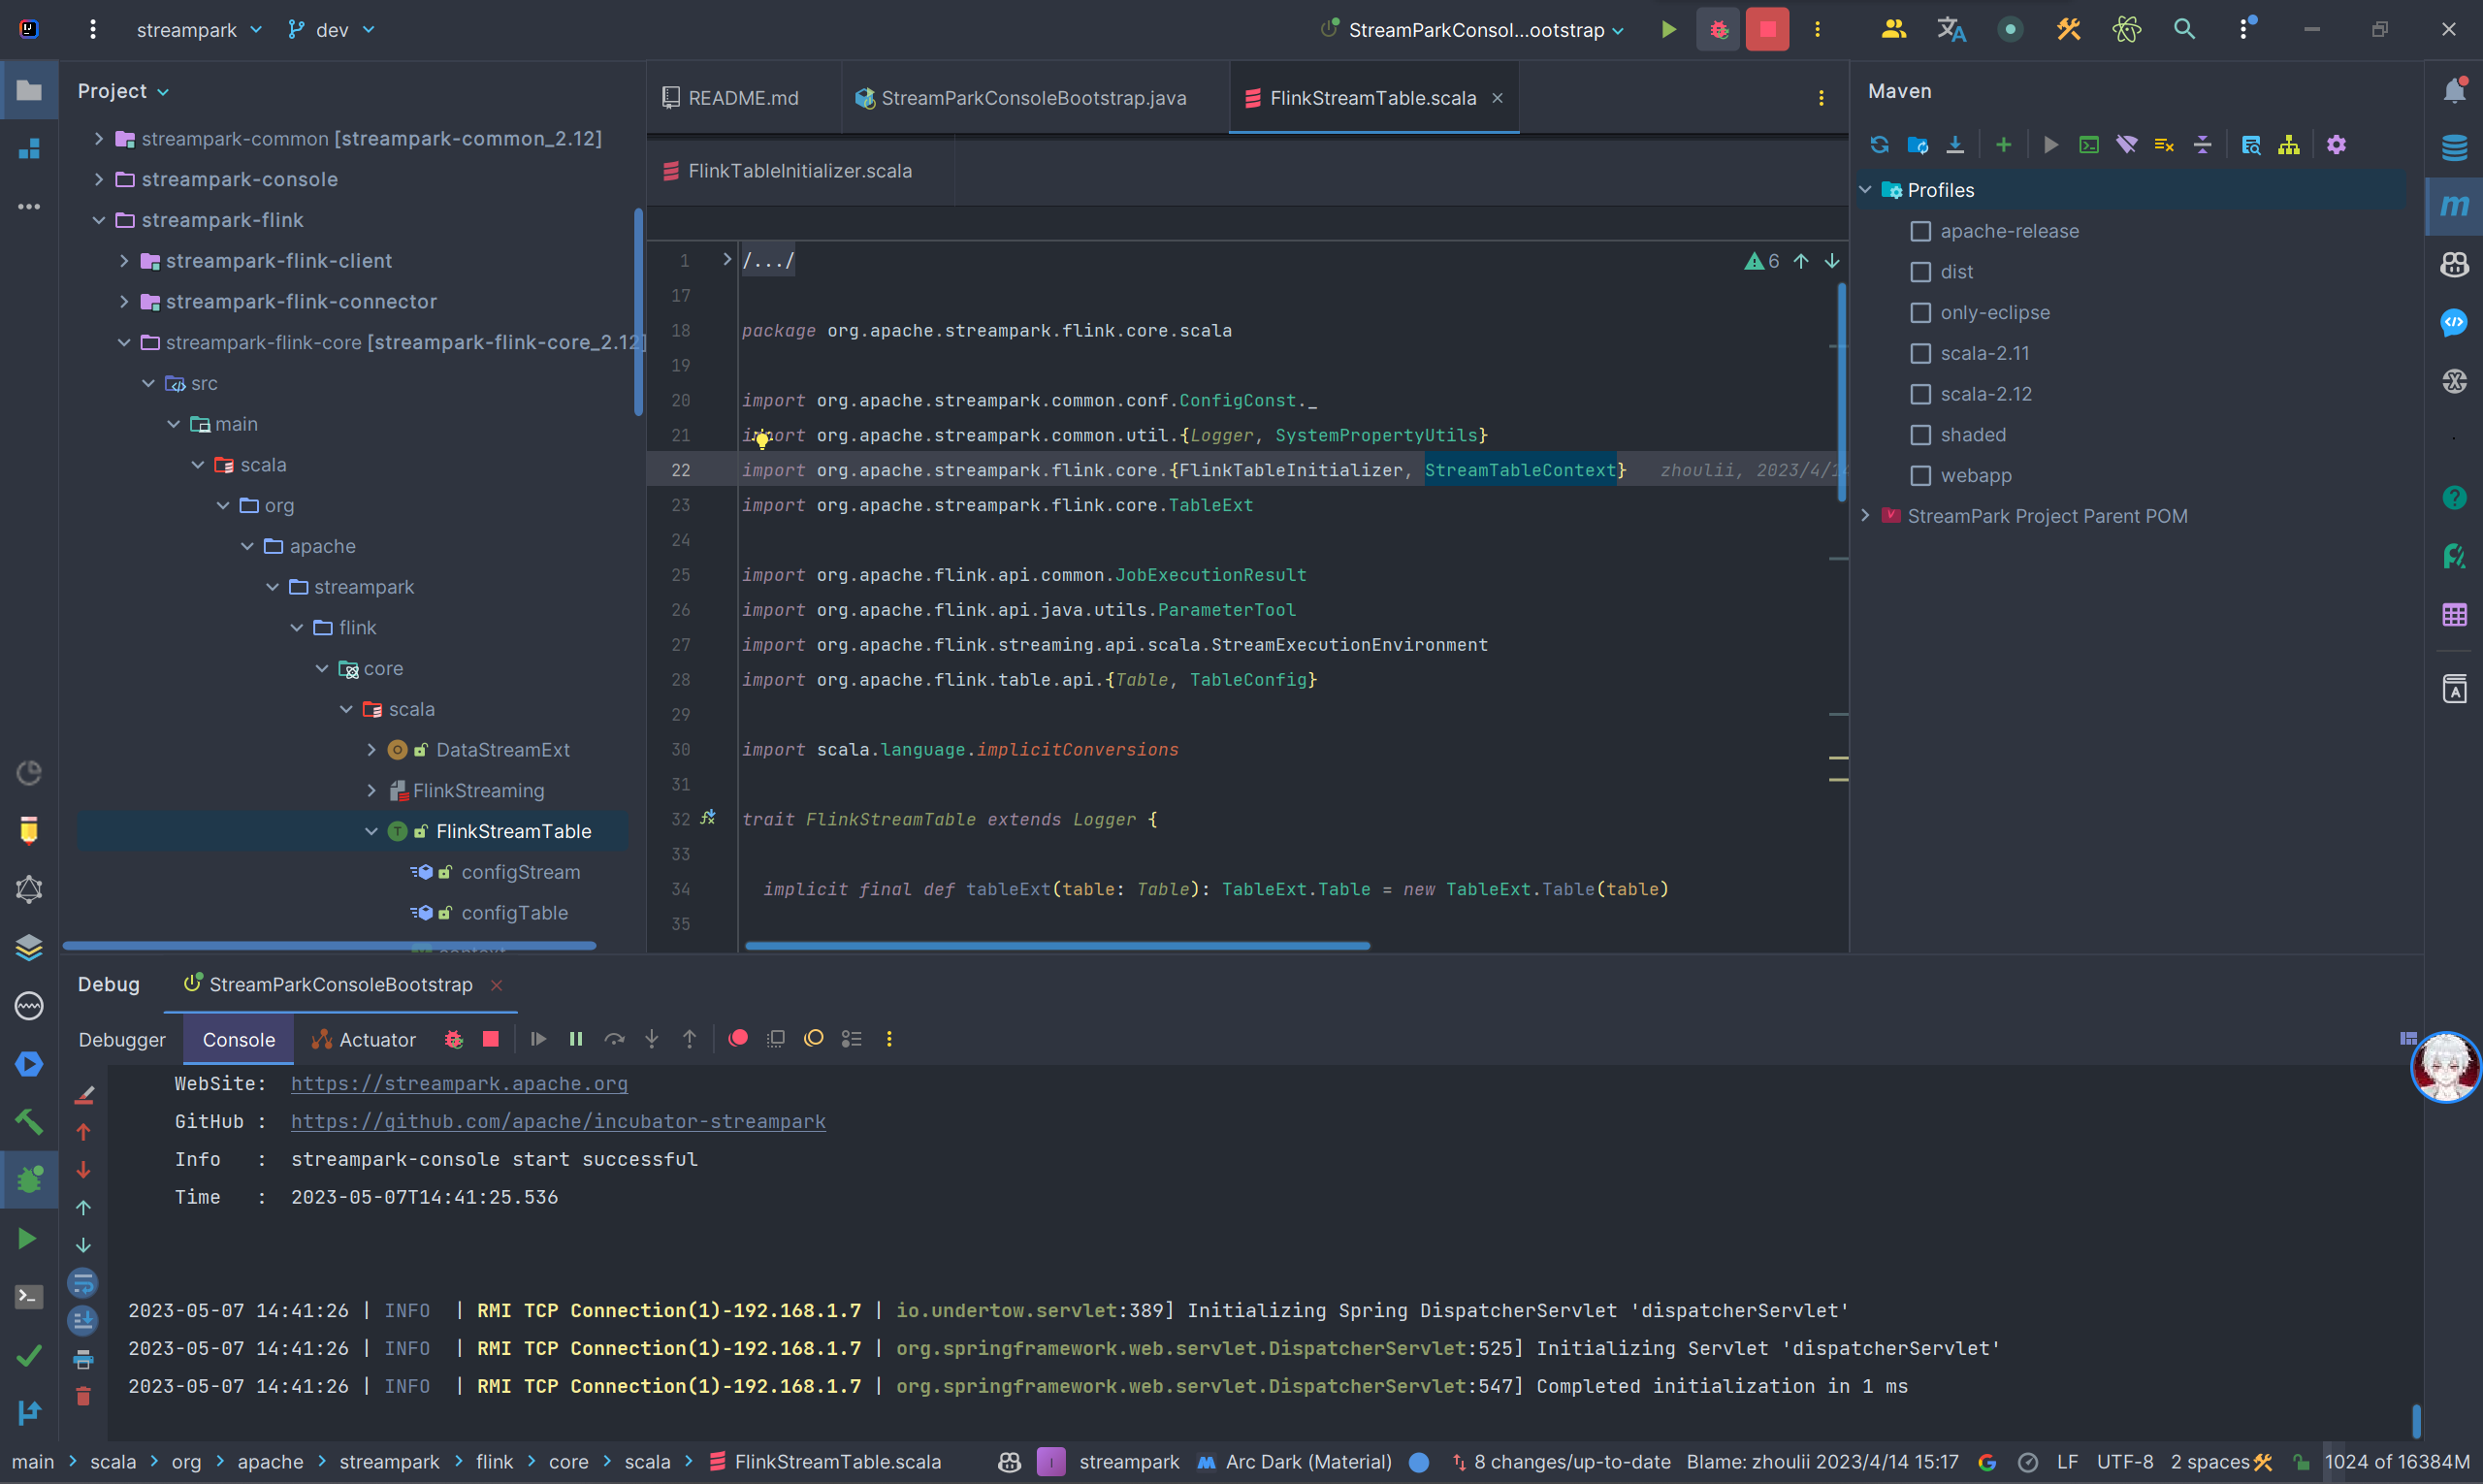 streampark
dev
StreamParkConsol...ootstrap
Project
streampark-common [streampark-common_2.12]
streampark-console
streampark-flink
streampark-flink-client
streampark-flink-connector
streampark-flink-core [streampark-flink-core_2.12]
src
main
scala
org
apache
streampark
flink
core
scala
DataStreamExt
FlinkStreaming
FlinkStreamTable
configStream
configTable
README.md
StreamParkConsoleBootstrap.java
FlinkStreamTable.scala
FlinkTableInitializer.scala
6
1 /.../
17
18 package org.apache.streampark.flink.core.scala
19
20 import org.apache.streampark.common.conf.ConfigConst._
21 import org.apache.streampark.common.util.{Logger, SystemPropertyUtils}
22 import org.apache.streampark.flink.core.{FlinkTableInitializer, StreamTableContext} zhoulii, 2023/4/14
23 import org.apache.streampark.flink.core.TableExt
24
25 import org.apache.flink.api.common.JobExecutionResult
26 import org.apache.flink.api.java.utils.ParameterTool
27 import org.apache.flink.streaming.api.scala.StreamExecutionEnvironment
28 import org.apache.flink.table.api.{Table, TableConfig}
29
30 import scala.language.implicitConversions
31
32 trait FlinkStreamTable extends Logger {
33
34 implicit final def tableExt(table: Table): TableExt.Table = new TableExt.Table(table)
35
Maven
Profiles
apache-release
dist
only-eclipse
scala-2.11
scala-2.12
shaded
webapp
StreamPark Project Parent POM
Debug
StreamParkConsoleBootstrap
Debugger
Console
Actuator
WebSite: https://streampark.apache.org
GitHub : https://github.com/apache/incubator-streampark
Info : streampark-console start successful
Time : 2023-05-07T14:41:25.536
2023-05-07 14:41:26 | INFO | RMI TCP Connection(1)-192.168.1.7 | io.undertow.servlet:389] Initializing Spring DispatcherServlet 'dispatcherServlet'
2023-05-07 14:41:26 | INFO | RMI TCP Connection(1)-192.168.1.7 | org.springframework.web.servlet.DispatcherServlet:525] Initializing Servlet 'dispatcherServlet'
2023-05-07 14:41:26 | INFO | RMI TCP Connection(1)-192.168.1.7 | org.springframework.web.servlet.DispatcherServlet:547] Completed initialization in 1 ms
main > scala > org > apache > streampark > flink > core > scala > FlinkStreamTable.scala
streampark
Arc Dark (Material)
8 changes/up-to-date
Blame: zhoulii 2023/4/14 15:17
LF
UTF-8
2 spaces
1024 of 16384M